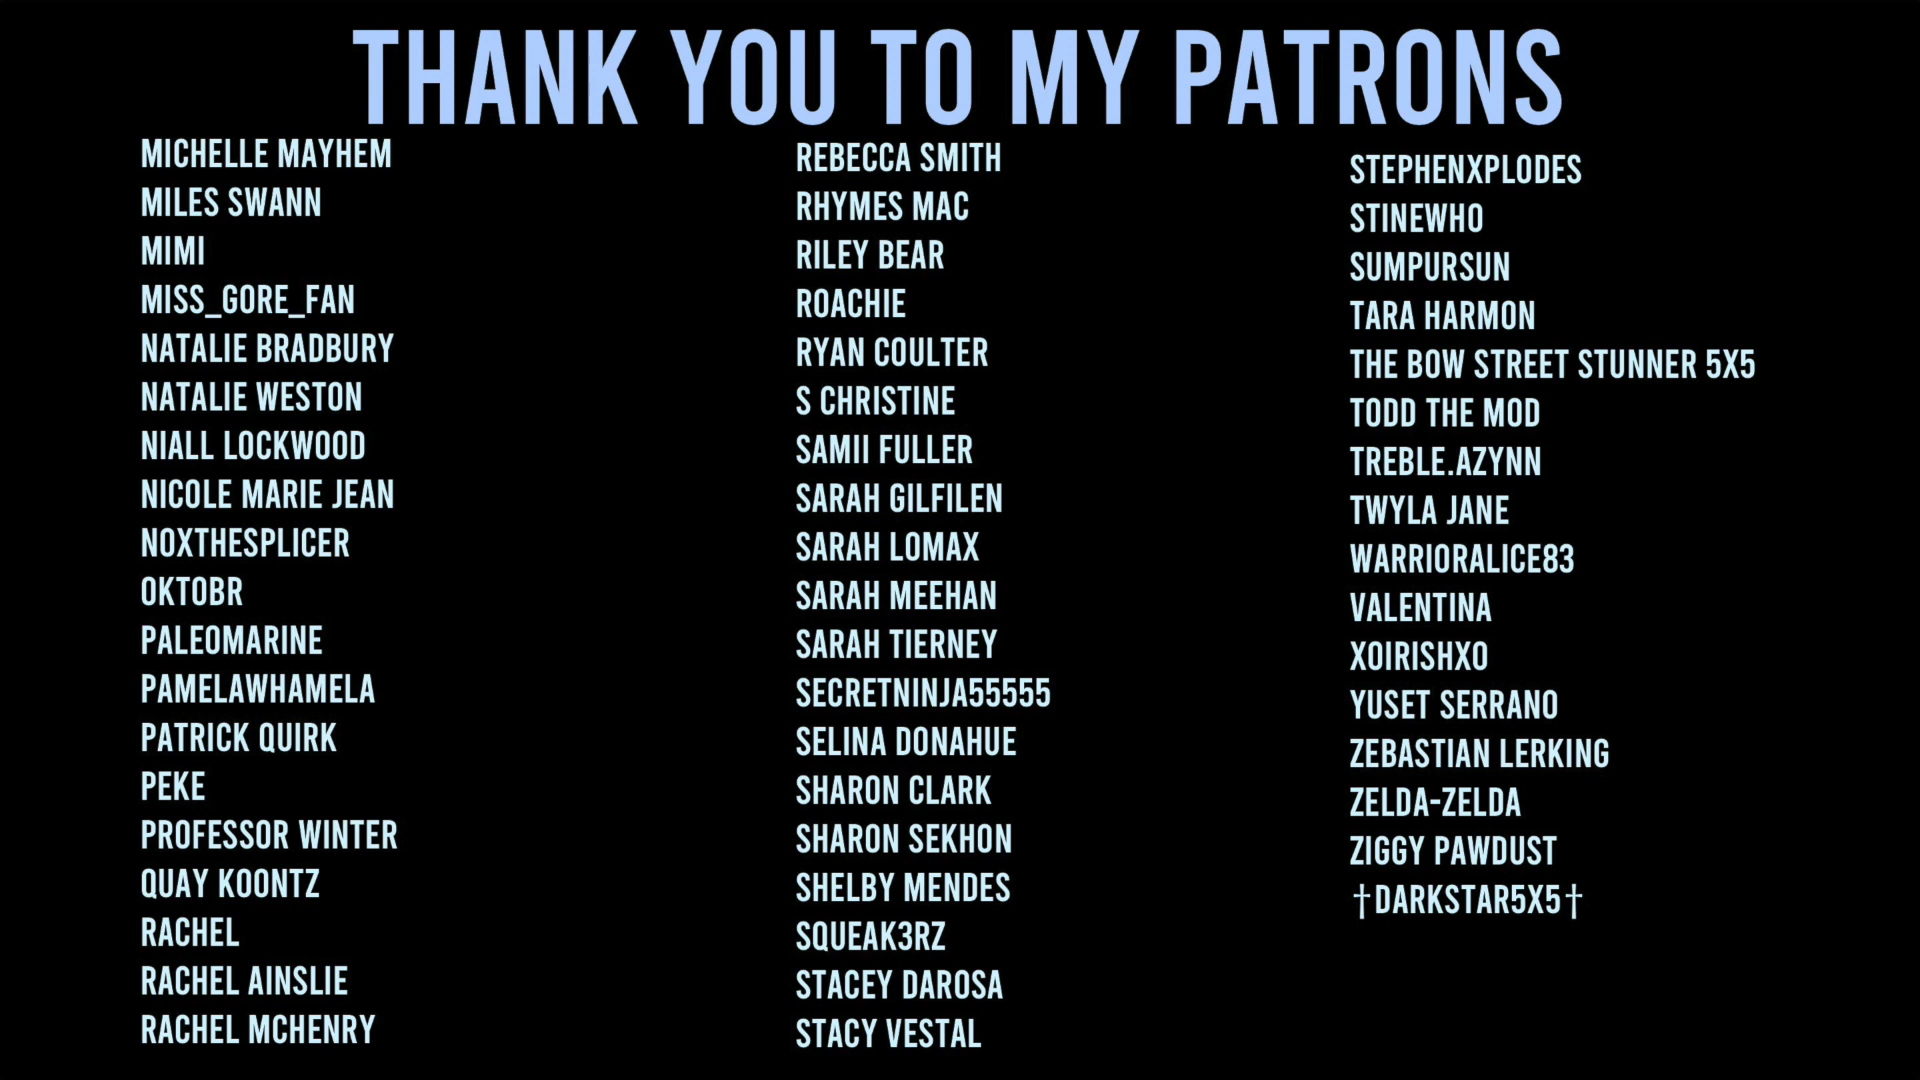 THANK YOU TO MY PATRONS
MICHELLE MAYHEM
MILES SWANN
MIMI
MISS_GORE_FAN
NATALIE BRADBURY
NATALIE WESTON
NIALL LOCKWOOD
NICOLE MARIE JEAN
NOXTHESPLICER
OKTOBR
PALEOMARINE
PAMELAWHAMELA
PATRICK QUIRK
PEKE
PROFESSOR WINTER
QUAY KOONTZ
RACHEL
RACHEL AINSLIE
RACHEL MCHENRY
REBECCA SMITH
RHYMES MAC
RILEY BEAR
ROACHIE
RYAN COULTER
S CHRISTINE
SAMII FULLER
SARAH GILFILEN
SARAH LOMAX
SARAH MEEHAN
SARAH TIERNEY
SECRETNINJA55555
SELINA DONAHUE
SHARON CLARK
SHARON SEKHON
SHELBY MENDES
SQUEAK3RZ
STACEY DAROSA
STACY VESTAL
STEPHENXPLODES
STINEWHO
SUMPURSUN
TARA HARMON
THE BOW STREET STUNNER 5X5
TODD THE MOD
TREBLE.AZYNN
TWYLA JANE
WARRIORALICE83
VALENTINA
XOIRISHXO
YUSET SERRANO
ZEBASTIAN LERKING
ZELDA-ZELDA
ZIGGY PAWDUST
†DARKSTAR5X5†